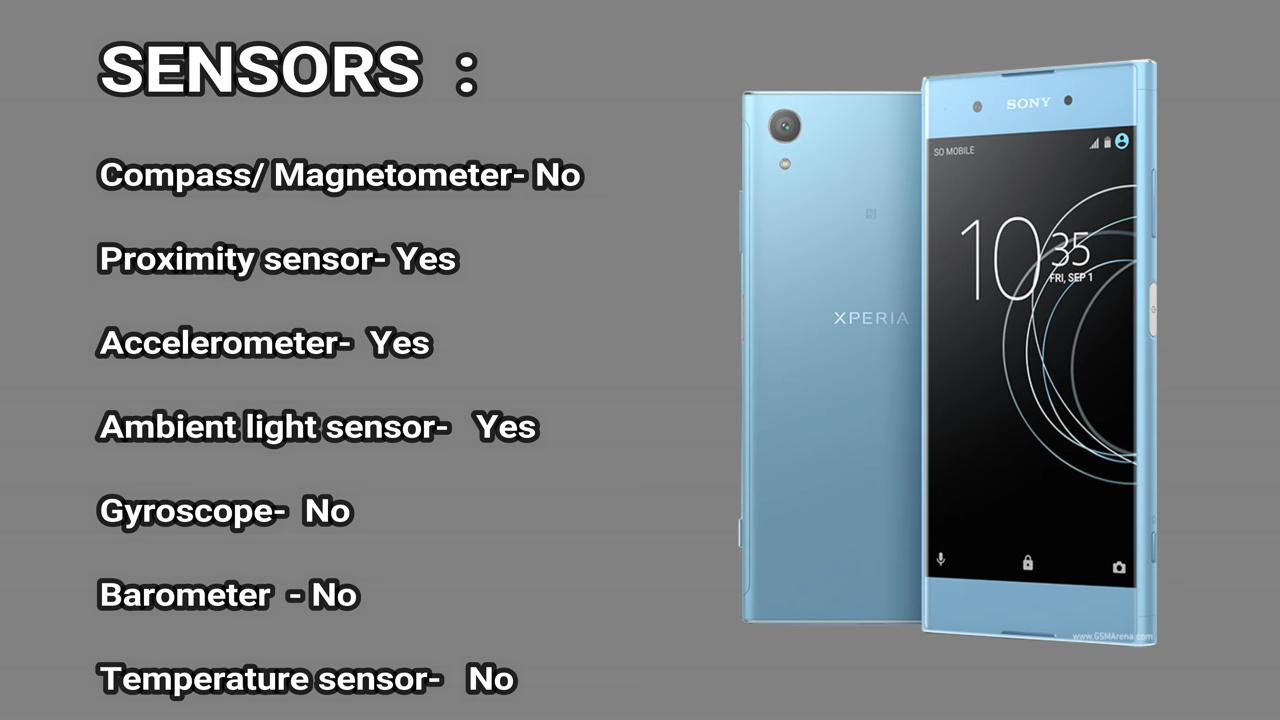 SENSORS :
Compass/ Magnetometer- No
Proximity sensor- Yes
Accelerometer- Yes
Ambient light sensor- Yes
Gyroscope- No
Barometer - No
Temperature sensor- No
XPERIA
SONY
SO MOBILE
10 35
FRI, SEP 1
www.GSMArena.com